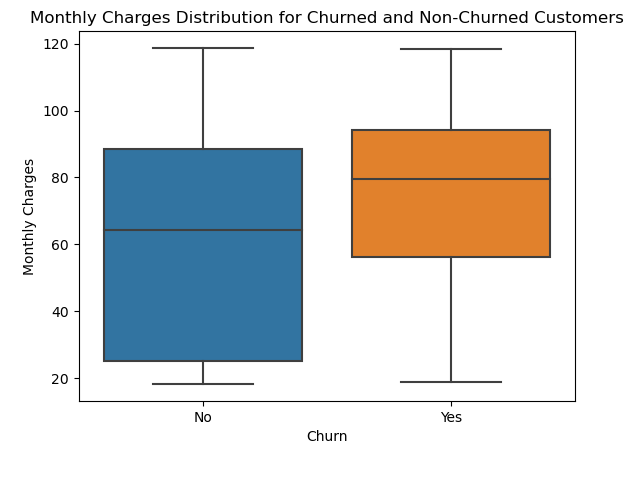 Monthly Charges Distribution for Churned and Non-Churned Customers
120
100
80
60
40
20
Monthly Charges
No
Yes
Churn